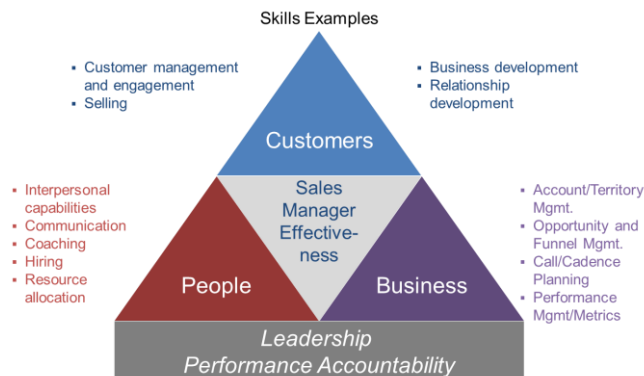 Skills Examples
▪ Customer management
and engagement
▪ Selling
▪ Business development
▪ Relationship
development
Customers
▪ Interpersonal
capabilities
▪ Communication
▪ Coaching
▪ Hiring
▪ Resource
allocation
Sales
Manager
Effective-
ness
▪ Account/Territory
Mgmt.
▪ Opportunity and
Funnel Mgmt.
▪ Call/Cadence
Planning
▪ Performance
Mgmt/Metrics
People
Business
Leadership
Performance Accountability